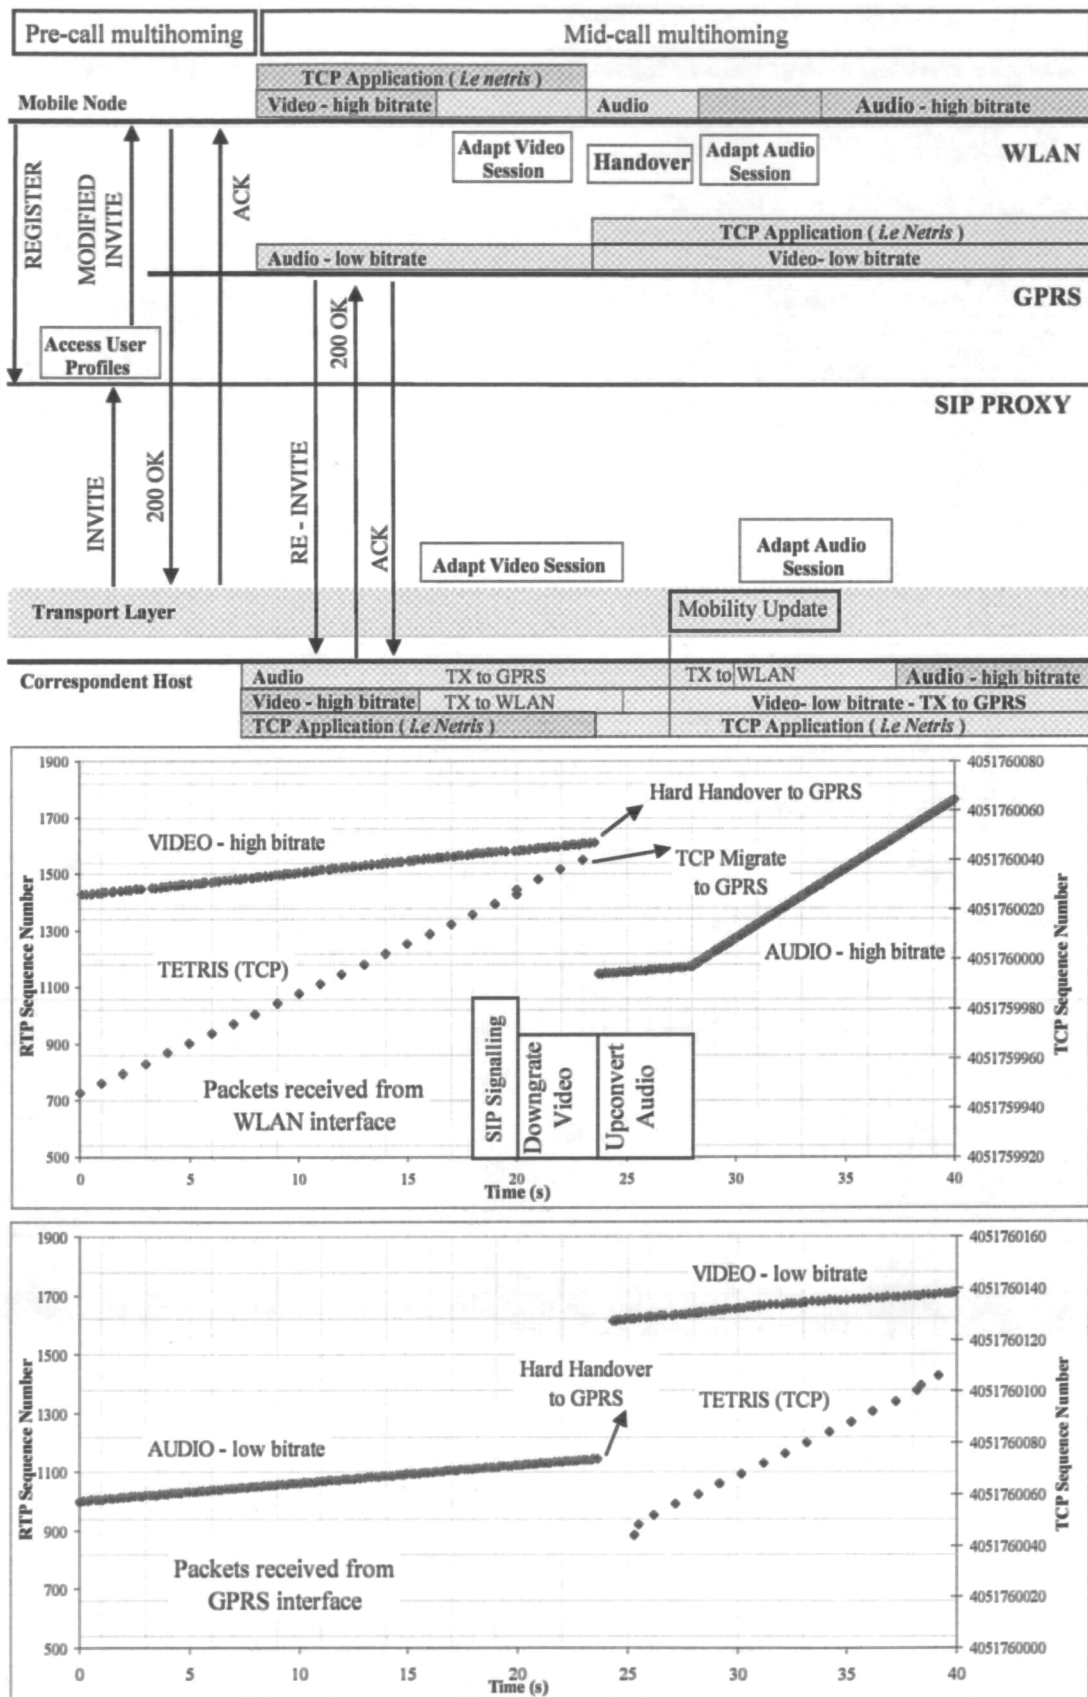 Pre-call multihoming
Mid-call multihoming
TCP Application ( i.e netris )
Mobile Node
Video - high bitrate
Audio
Audio - high bitrate
WLAN
Adapt Video
Session
Handover
Adapt Audio
Session
REGISTER
MODIFIED
INVITE
ACK
TCP Application ( i.e Netris )
Audio - low bitrate
Video- low bitrate
GPRS
200 OK
Access User
Profiles
SIP PROXY
INVITE
200 OK
RE - INVITE
ACK
Adapt Video Session
Adapt Audio
Session
Transport Layer
Mobility Update
Correspondent Host
Audio
TX to GPRS
TX to WLAN
Audio - high bitrate
Video - high bitrate
TX to WLAN
Video- low bitrate - TX to GPRS
TCP Application ( i.e Netris )
TCP Application ( i.e Netris )
1900
1700
1500
1300
1100
900
700
500
RTP Sequence Number
4051760080
4051760060
4051760040
4051760020
4051760000
4051759980
4051759960
4051759940
4051759920
TCP Sequence Number
Hard Handover to GPRS
VIDEO - high bitrate
TCP Migrate
to GPRS
TETRIS (TCP)
AUDIO - high bitrate
Packets received from
WLAN interface
SIP Signalling
Downgrate
Video
Upconvert
Audio
0 5 10 15 20 25 30 35 40
Time (s)
1900
1700
1500
1300
1100
900
700
500
RTP Sequence Number
4051760160
4051760140
4051760120
4051760100
4051760080
4051760060
4051760040
4051760020
4051760000
TCP Sequence Number
VIDEO - low bitrate
Hard Handover
to GPRS
TETRIS (TCP)
AUDIO - low bitrate
Packets received from
GPRS interface
0 5 10 15 20 25 30 35 40
Time (s)